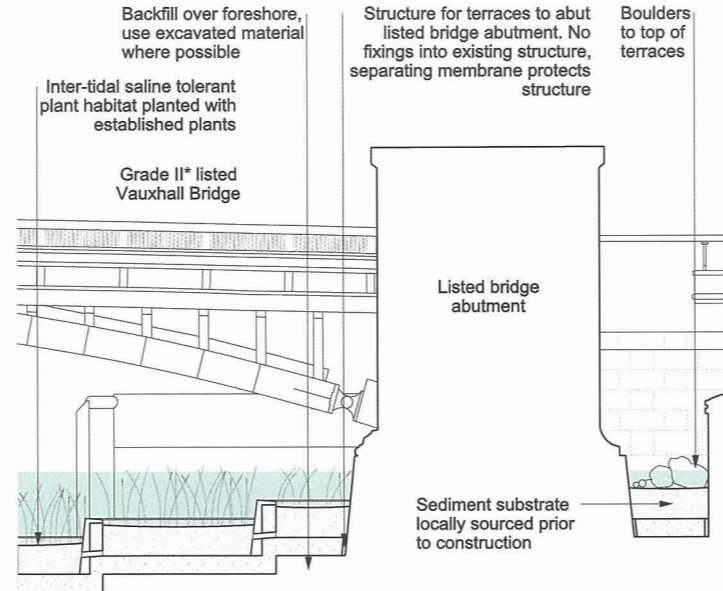 Backfill over foreshore,
use excavated material
where possible
Structure for terraces to abut
listed bridge abutment. No
fixings into existing structure,
separating membrane protects
structure
Boulders
to top of
terraces
Inter-tidal saline tolerant
plant habitat planted with
established plants
Grade II* listed
Vauxhall Bridge
Listed bridge
abutment
Sediment substrate
locally sourced prior
to construction